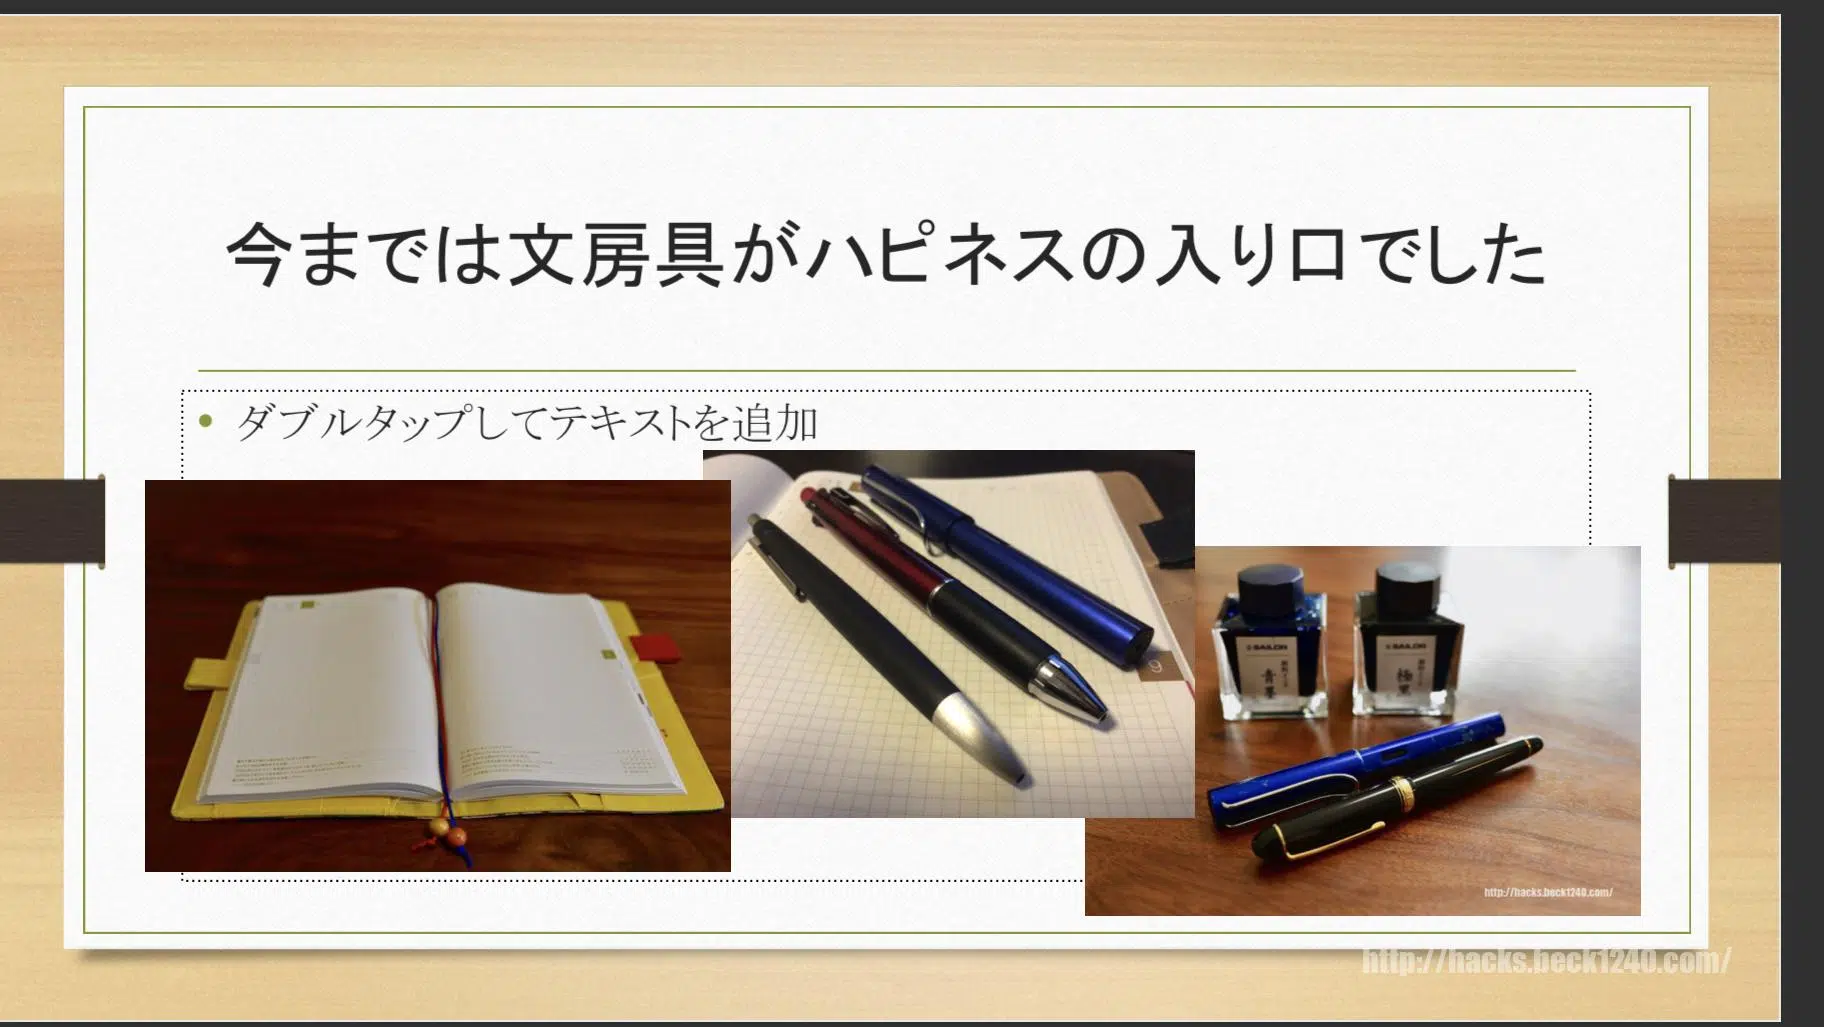 今までは文房具がハピネスの入り口でした
ダブルタップしてテキストを追加
9
SAILOR
青墨
SAILOR
極黒
http://hacks.beck1240.com/
http://hacks.beck1240.com/